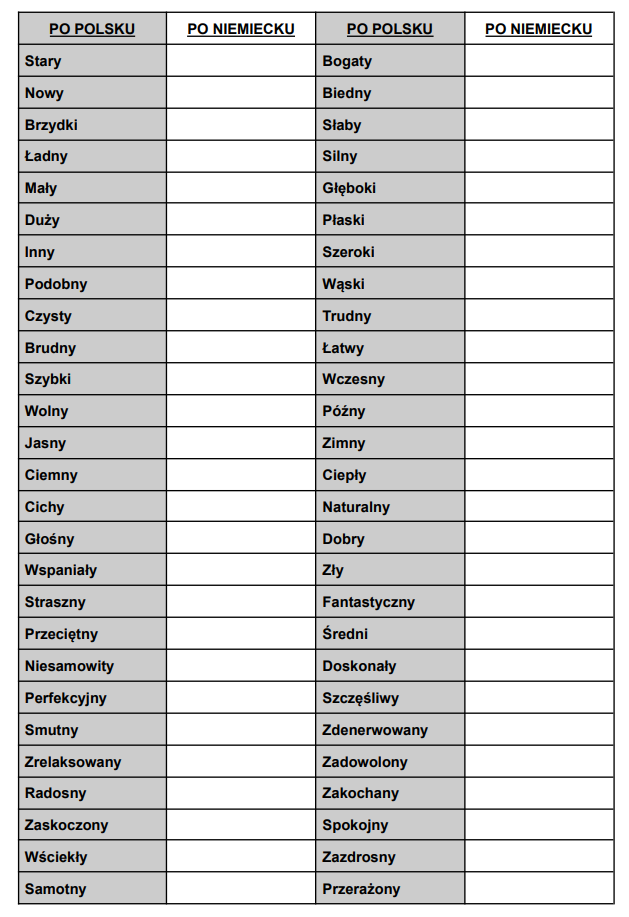 PO POLSKU PO NIEMIECKU PO POLSKU PO NIEMIECKU
Stary Bogaty
Nowy Biedny
Brzydki Słaby
Ładny Silny
Mały Głęboki
Duży Płaski
Inny Szeroki
Podobny Wąski
Czysty Trudny
Brudny Łatwy
Szybki Wczesny
Wolny Późny
Jasny Zimny
Ciemny Ciepły
Cichy Naturalny
Głośny Dobry
Wspaniały Zły
Straszny Fantastyczny
Przeciętny Średni
Niesamowity Doskonały
Perfekcyjny Szczęśliwy
Smutny Zdenerwowany
Zrelaksowany Zadowolony
Radosny Zakochany
Zaskoczony Spokojny
Wściekły Zazdrosny
Samotny Przerażony